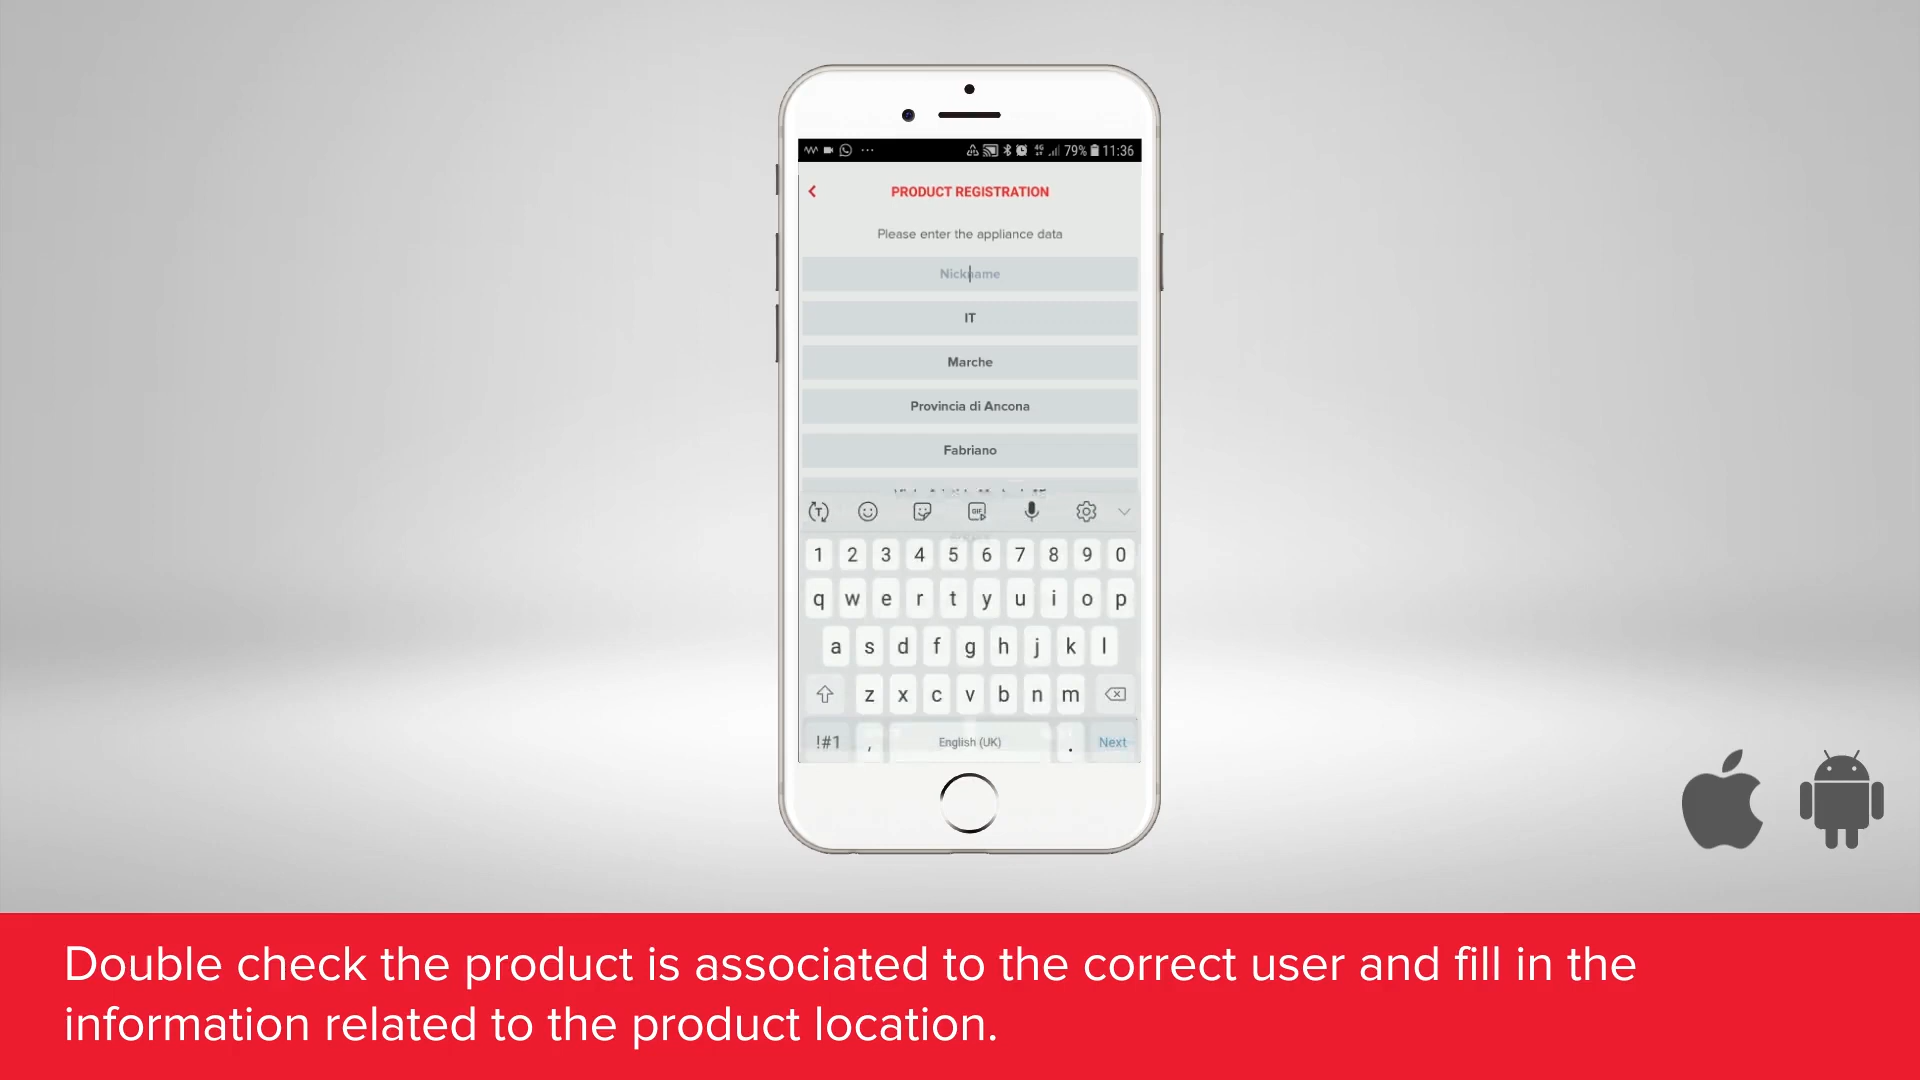 79% 11:36
PRODUCT REGISTRATION
Please enter the appliance data
Nickname
IT
Marche
Provincia di Ancona
Fabriano
GIF
1 2 3 4 5 6 7 8 9 0
q w e r t y u i o p
a s d f g h j k l
z x c v b n m
!#1 , English (UK) . Next
Double check the product is associated to the correct user and fill in the
information related to the product location.